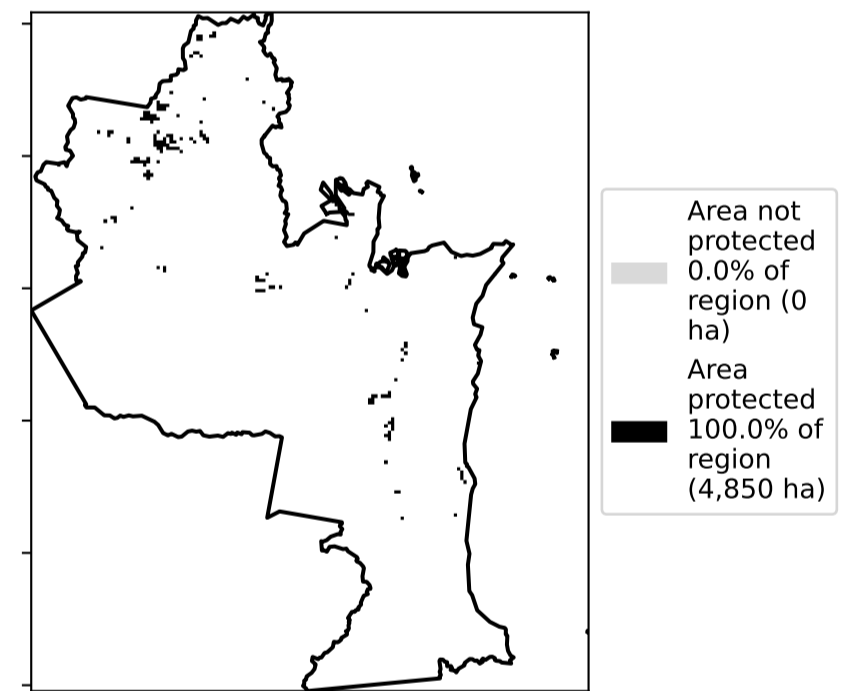 Area not
protected
0.0% of
region (0
ha)
Area
protected
100.0% of
region
(4,850 ha)